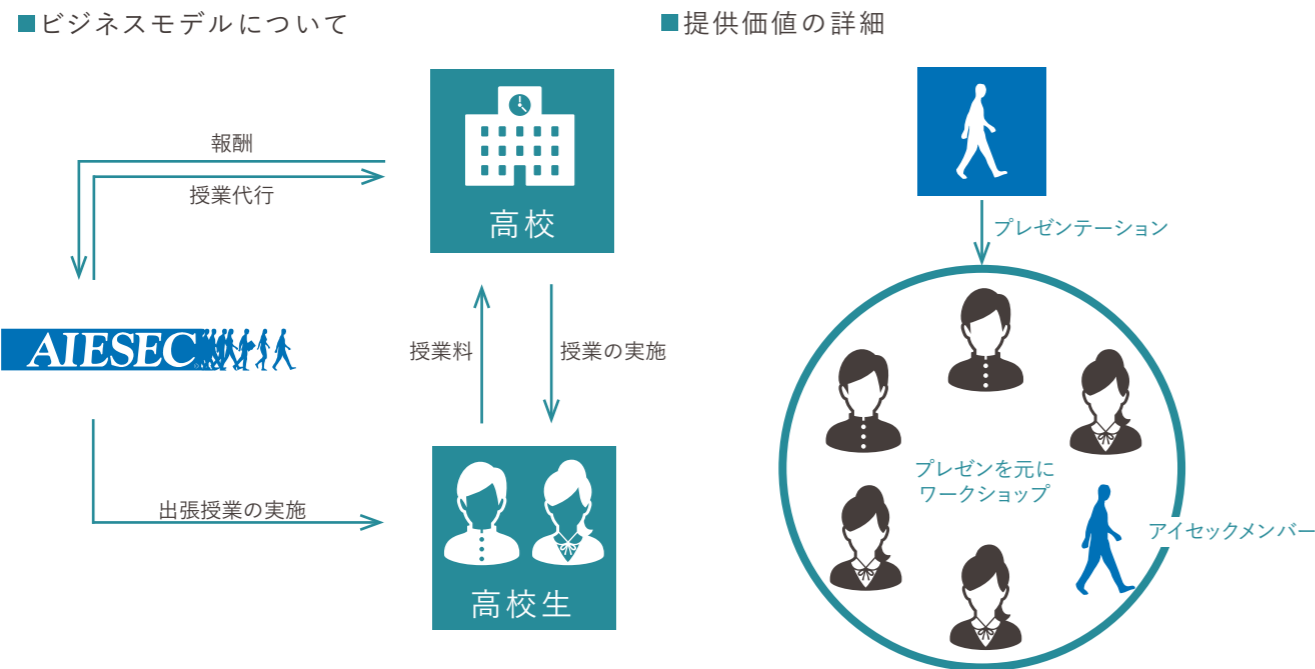 ■ビジネスモデルについて
報酬
授業代行
高校
AIESEC
授業料
授業の実施
出張授業の実施
高校生
■提供価値の詳細
プレゼンテーション
プレゼンを元に
ワークショップ
アイセックメンバー